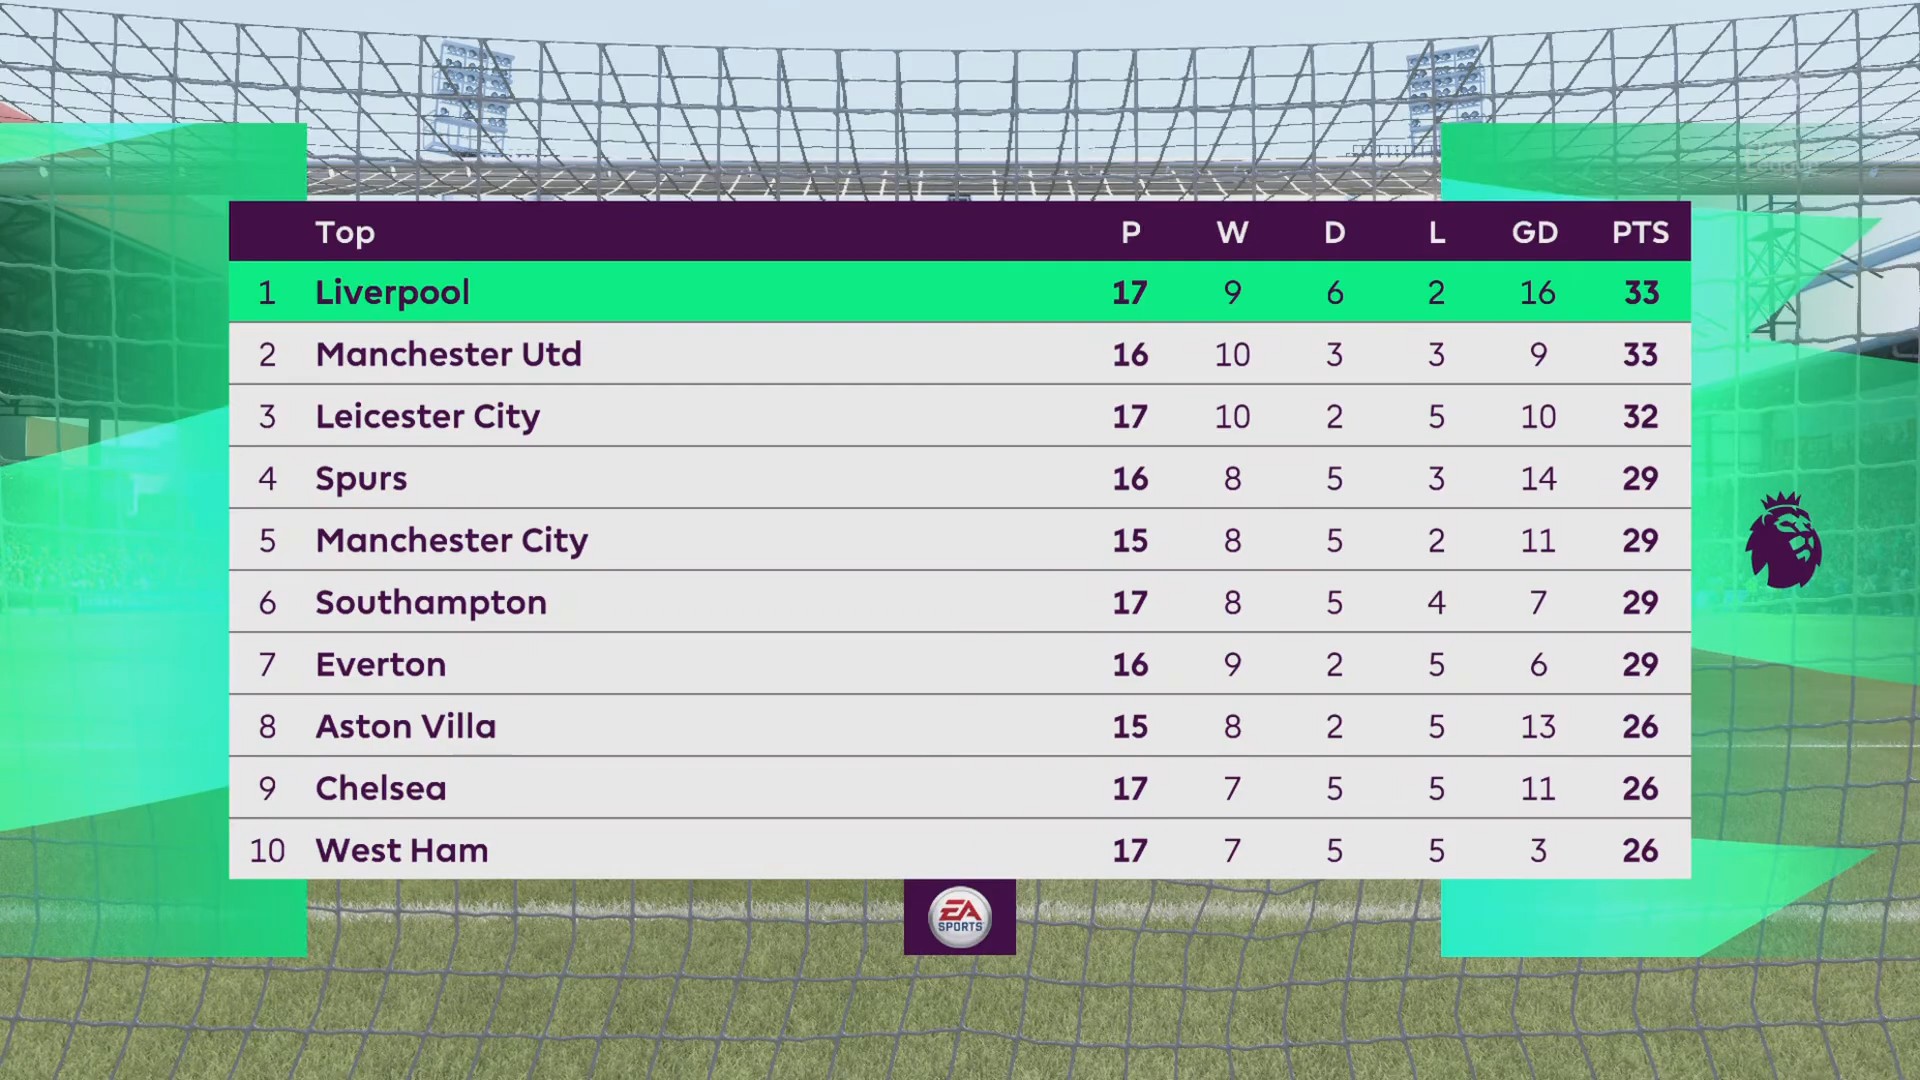 Top P W D L GD PTS
1 Liverpool 17 9 6 2 16 33
2 Manchester Utd 16 10 3 3 9 33
3 Leicester City 17 10 2 5 10 32
4 Spurs 16 8 5 3 14 29
5 Manchester City 15 8 5 2 11 29
6 Southampton 17 8 5 4 7 29
7 Everton 16 9 2 5 6 29
8 Aston Villa 15 8 2 5 13 26
9 Chelsea 17 7 5 5 11 26
10 West Ham 17 7 5 5 3 26
EA
SPORTS